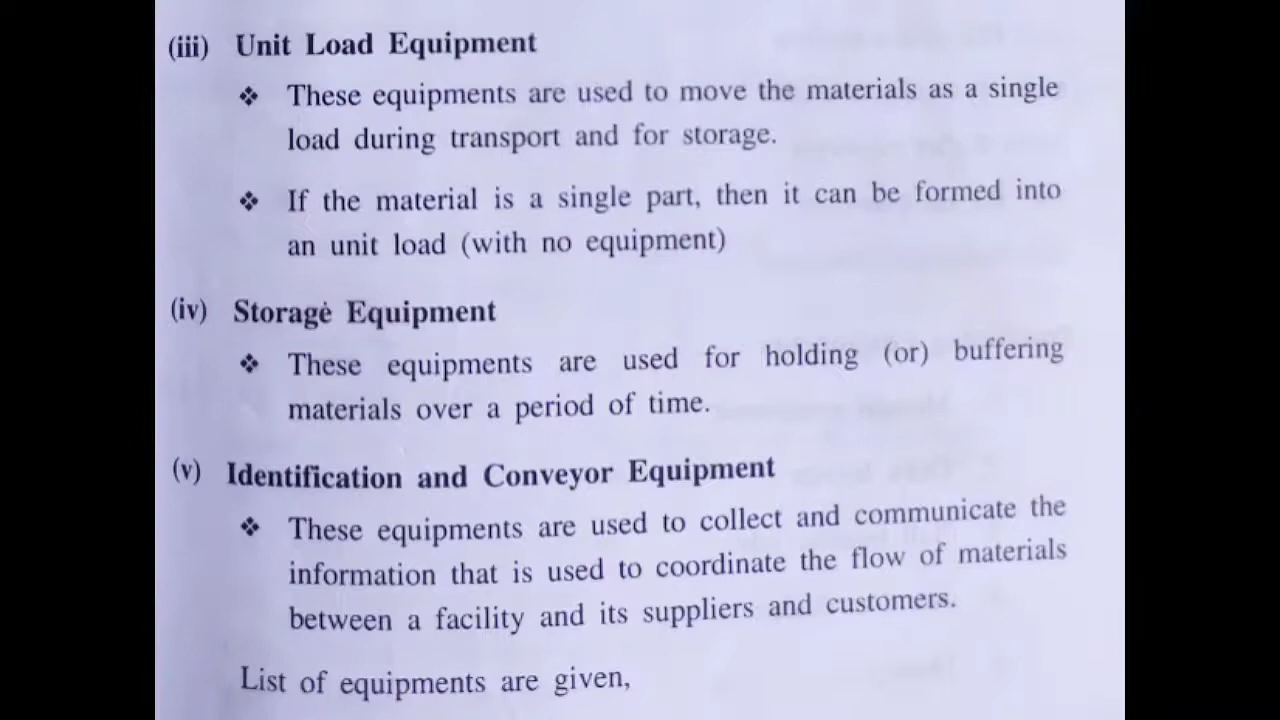 (iii) Unit Load Equipment
❖ These equipments are used to move the materials as a single
load during transport and for storage.
❖ If the material is a single part, then it can be formed into
an unit load (with no equipment)
(iv) Storage Equipment
❖ These equipments are used for holding (or) buffering
materials over a period of time.
(v) Identification and Conveyor Equipment
❖ These equipments are used to collect and communicate the
information that is used to coordinate the flow of materials
between a facility and its suppliers and customers.
List of equipments are given,